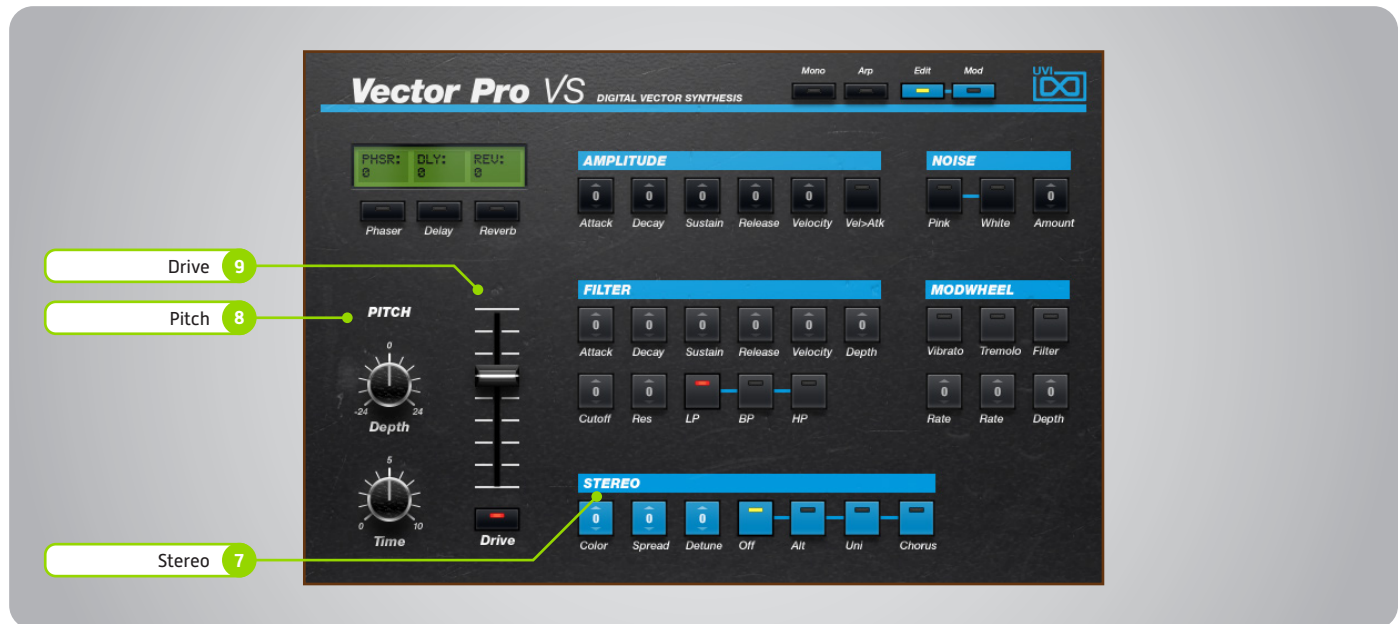 Mono Arp Edit Mod
UVI
Vector Pro VS DIGITAL VECTOR SYNTHESIS
PHSR: DLY: REV:
0 0 0
Phaser Delay Reverb
AMPLITUDE
0 0 0 0 0
Attack Decay Sustain Release Velocity Vel>Atk
NOISE
0
Pink White Amount
Drive 9
Pitch 8
PITCH
0
-24 24
Depth
5
0 10
Time
Drive
FILTER
0 0 0 0 0 0
Attack Decay Sustain Release Velocity Depth
0 0
Cutoff Res LP BP HP
MODWHEEL
Vibrato Tremolo Filter
0 0 0
Rate Rate Depth
STEREO
0 0 0
Color Spread Detune Off Alt Uni Chorus
Stereo 7